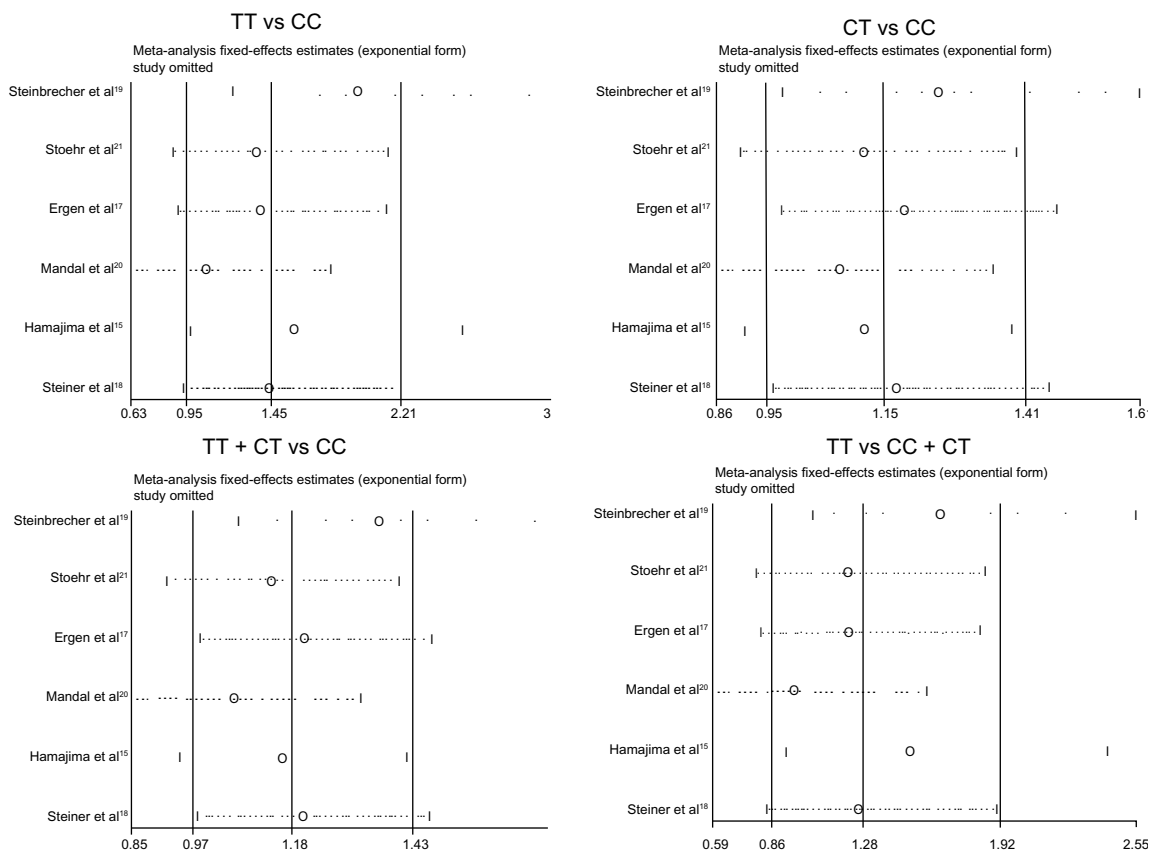 TT vs CC
Meta-analysis fixed-effects estimates (exponential form)
study omitted
Steinbrecher et al¹⁹
Stoehr et al²¹
Ergen et al¹⁷
Mandal et al²⁰
Hamajima et al¹⁵
Steiner et al¹⁸
0.63 0.95 1.45 2.21 3
CT vs CC
Meta-analysis fixed-effects estimates (exponential form)
study omitted
Steinbrecher et al¹⁹
Stoehr et al²¹
Ergen et al¹⁷
Mandal et al²⁰
Hamajima et al¹⁵
Steiner et al¹⁸
0.86 0.95 1.15 1.41 1.61
TT + CT vs CC
Meta-analysis fixed-effects estimates (exponential form)
study omitted
Steinbrecher et al¹⁹
Stoehr et al²¹
Ergen et al¹⁷
Mandal et al²⁰
Hamajima et al¹⁵
Steiner et al¹⁸
0.85 0.97 1.18 1.43
TT vs CC + CT
Meta-analysis fixed-effects estimates (exponential form)
study omitted
Steinbrecher et al¹⁹
Stoehr et al²¹
Ergen et al¹⁷
Mandal et al²⁰
Hamajima et al¹⁵
Steiner et al¹⁸
0.59 0.86 1.28 1.92 2.55